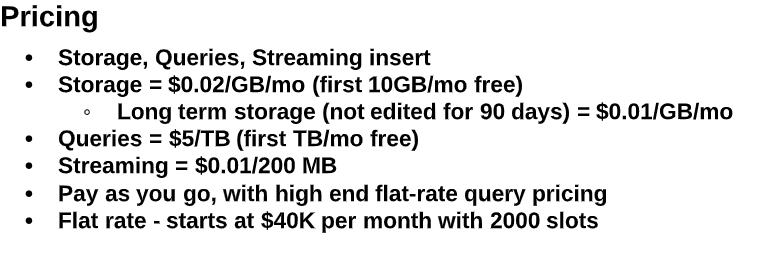 Pricing
• Storage, Queries, Streaming insert
• Storage = $0.02/GB/mo (first 10GB/mo free)
◦ Long term storage (not edited for 90 days) = $0.01/GB/mo
• Queries = $5/TB (first TB/mo free)
• Streaming = $0.01/200 MB
• Pay as you go, with high end flat-rate query pricing
• Flat rate - starts at $40K per month with 2000 slots